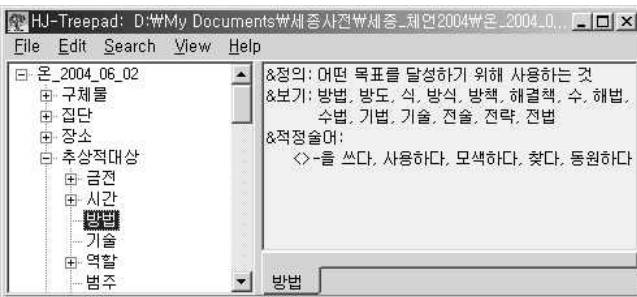 HJ-Treepad: D:₩My Documents₩세종사전₩세종_체언2004₩온_2004_0...
File Edit Search View Help
온_2004_06_02
구체물
집단
장소
추상적대상
금전
시간
방법
기술
역할
범주
&정의: 어떤 목표를 달성하기 위해 사용하는 것
&보기: 방법, 방도, 식, 방식, 방책, 해결책, 수, 해법,
수법, 기법, 기술, 전술, 전략, 전법
&적정술어:
<>-을 쓰다, 사용하다, 모색하다, 찾다, 동원하다
방법